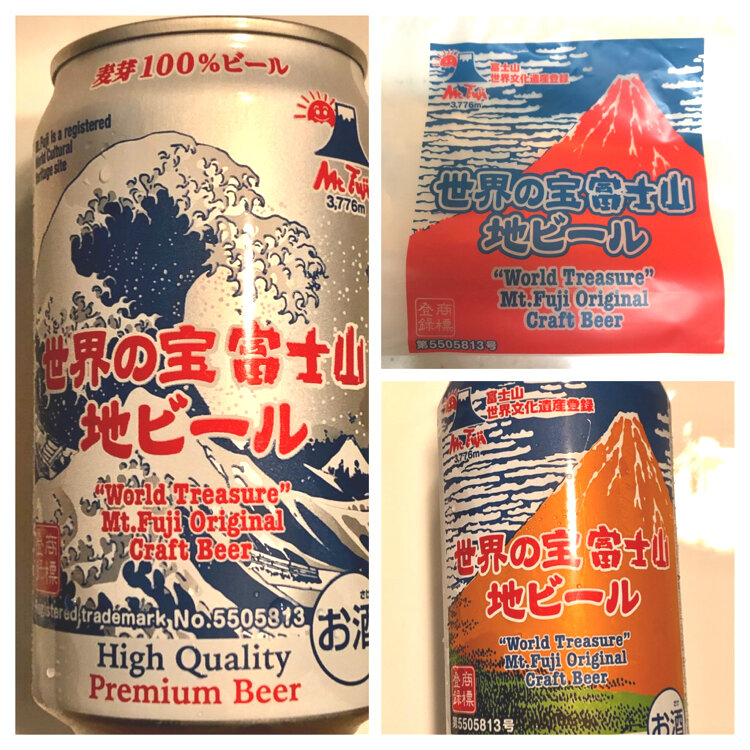 麦芽100%ビール
Fuji is a registered
World Cultural
Heritage site
Mt. Fuji
3,776m
世界の宝 富士山
地ビール
“World Treasure”
Mt.Fuji Original
Craft Beer
商標
登録
Registered trademark No.5505813
お酒
High Quality
Premium Beer
富士山
世界文化遺産登録
Mt. Fuji
3,776m
世界の宝 富士山
地ビール
“World Treasure”
Mt.Fuji Original
Craft Beer
商標
登録
第5505813号
富士山
世界文化遺産登録
Mt. Fuji
3,776m
世界の宝 富士山
地ビール
“World Treasure”
Mt.Fuji Original
Craft Beer
商標
登録
第5505813号
お酒